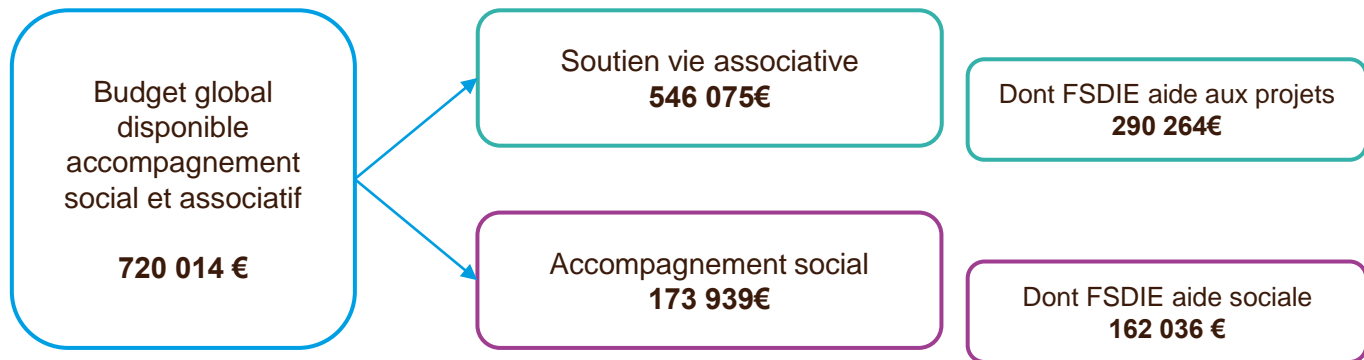 Budget global
disponible
accompagnement
social et associatif
720 014 €
Soutien vie associative
546 075€
Dont FSDIE aide aux projets
290 264€
Accompagnement social
173 939€
Dont FSDIE aide sociale
162 036 €